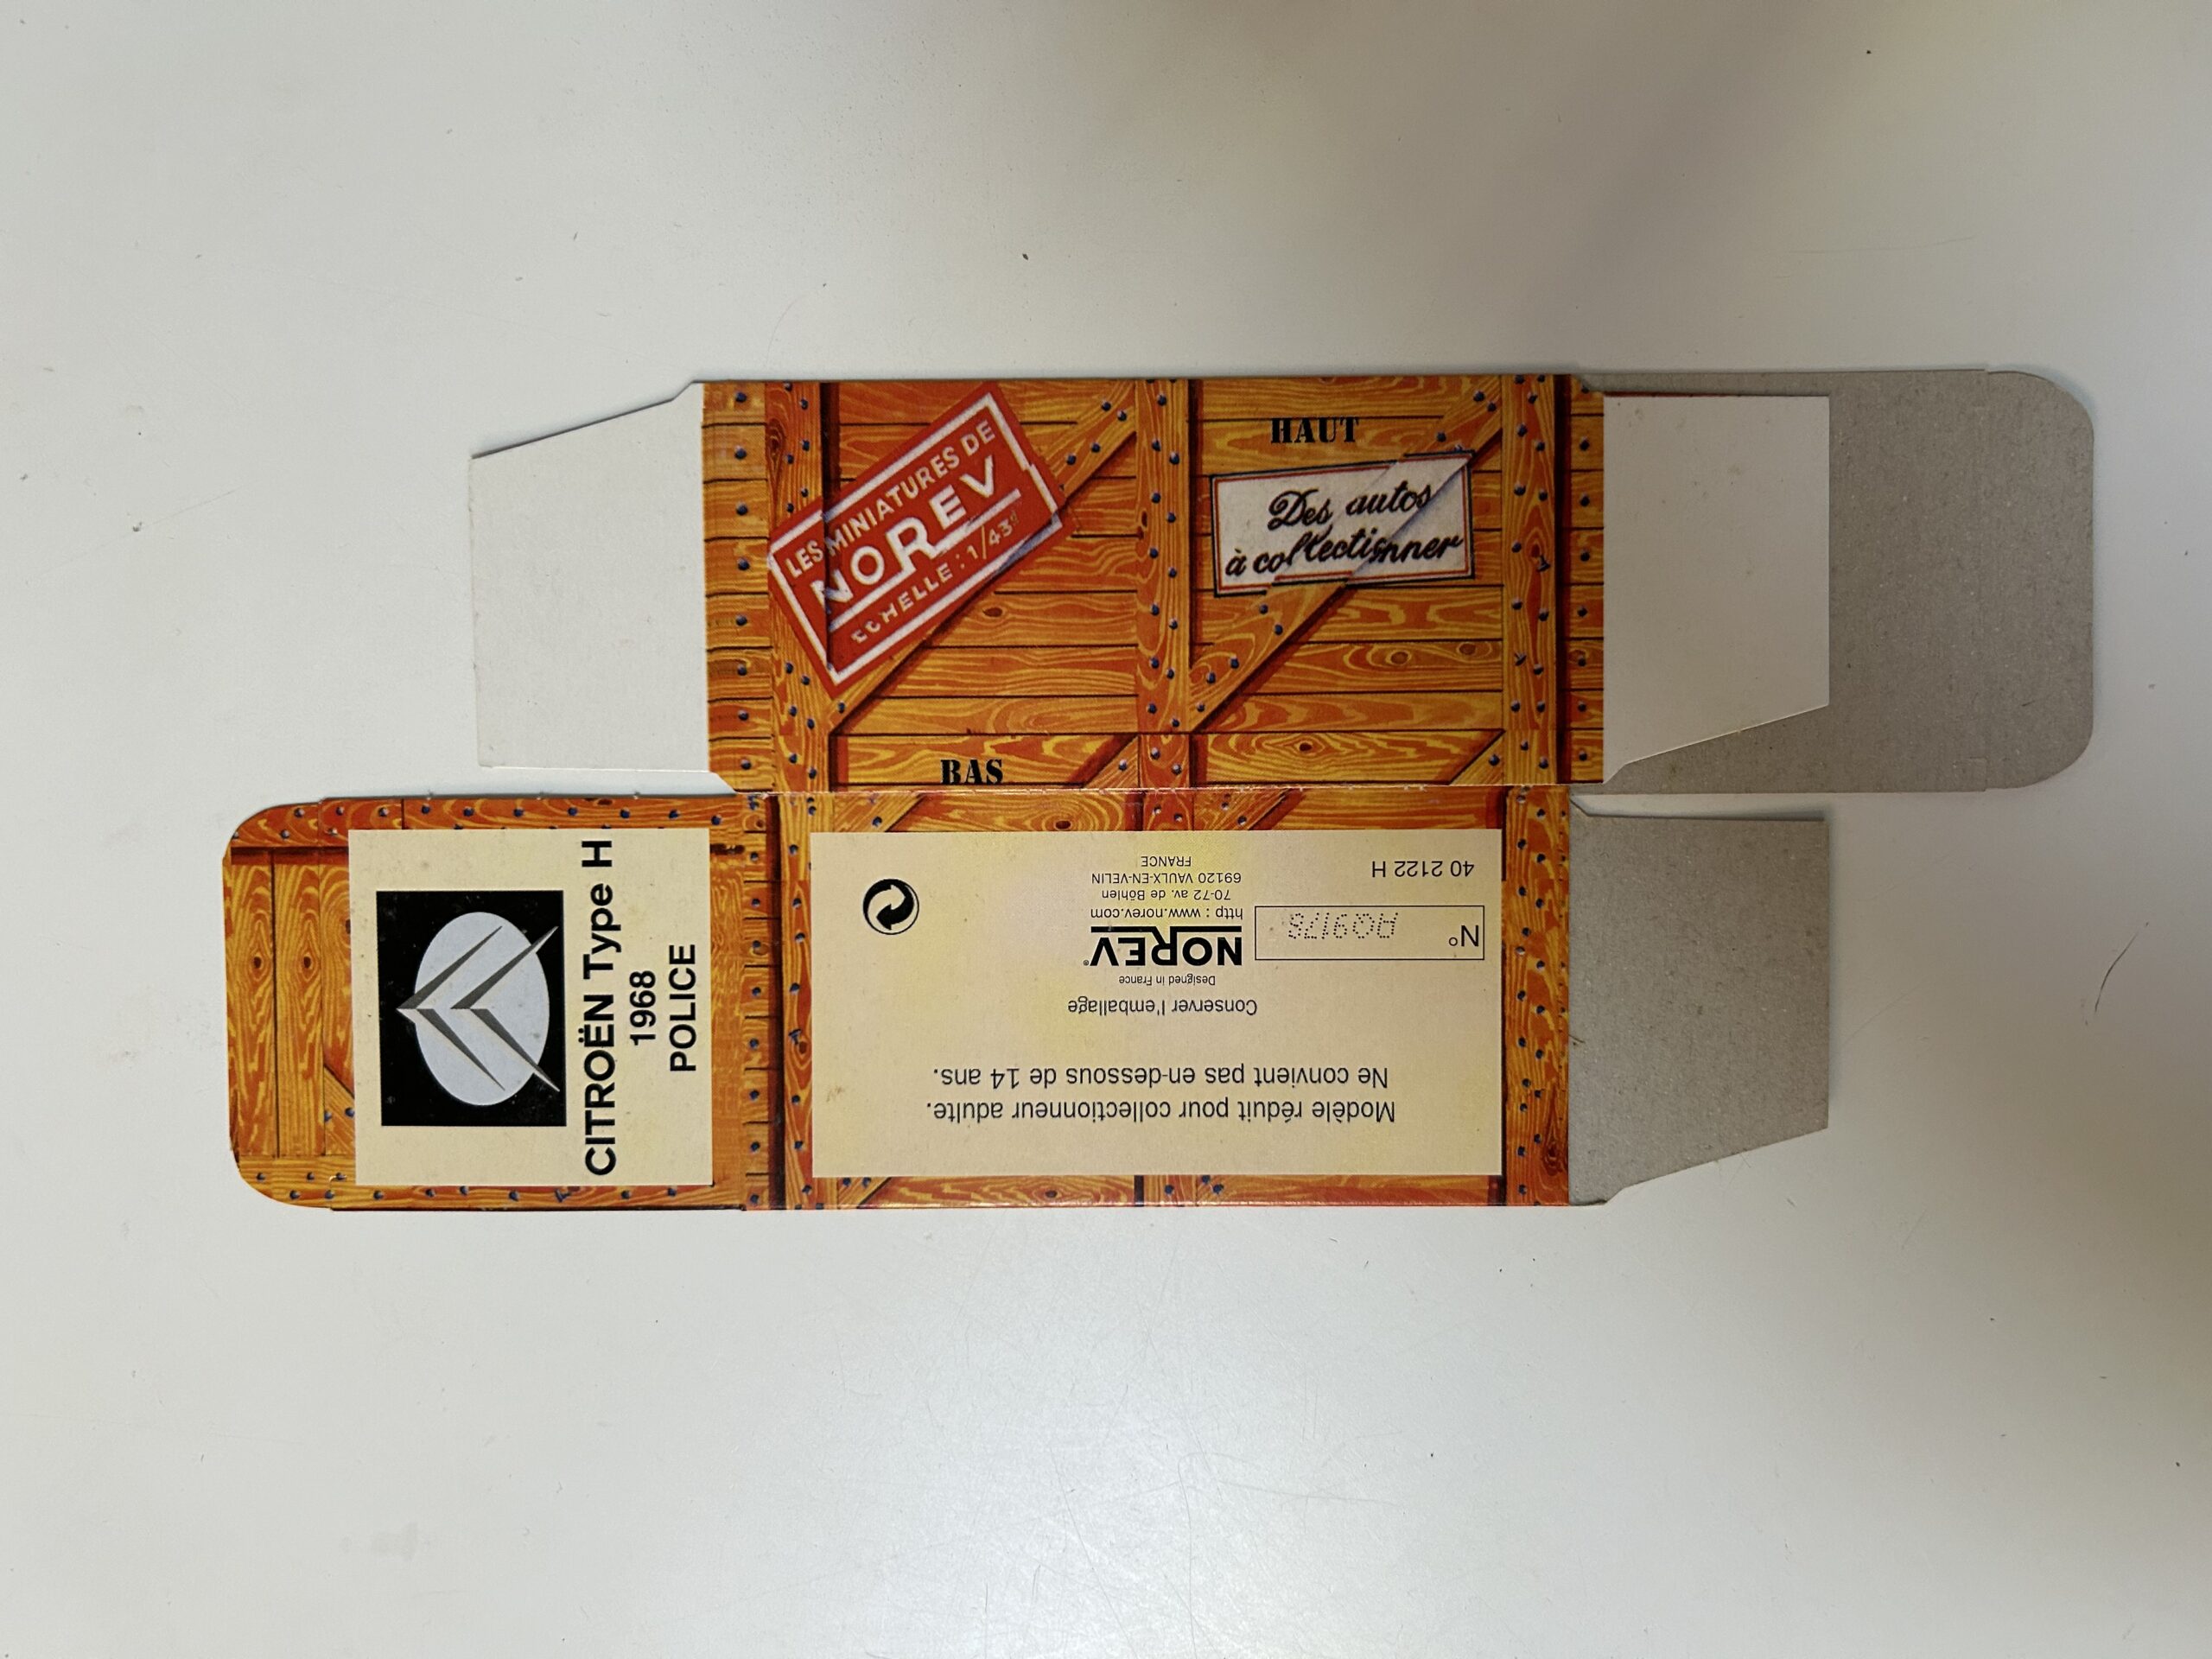 LES MINIATURES DE
NOREV
ECHELLE : 1/43e
HAUT
Des autos
à collectionner
BAS
CITROËN Type H
1968
POLICE
Modèle réduit pour collectionneur adulte.
Ne convient pas en-dessous de 14 ans.
Conserver l'emballage
Designed in France
NOREV®
http : www.norev.com
70-72 av. de Böhlen
69120 VAULX-EN-VELIN
FRANCE
N°
40 2122 H